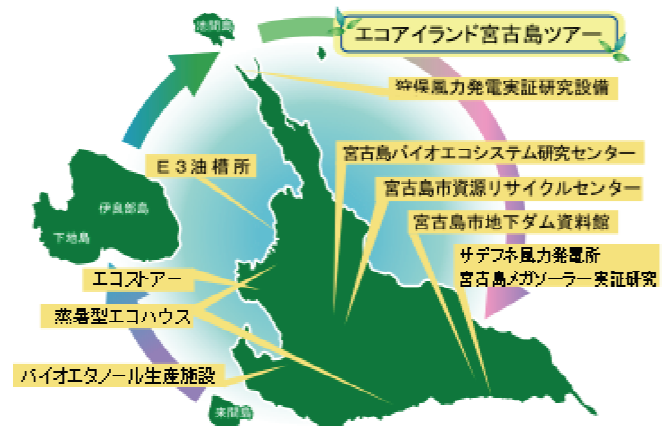 池間島
エコアイランド宮古島ツアー
狩俣風力発電実証研究設備
宮古島バイオエコシステム研究センター
E3油槽所
宮古島市資源リサイクルセンター
伊良部島
宮古島市地下ダム資料館
下地島
サデフネ風力発電所
宮古島メガソーラー実証研究
エコストアー
蒸暑型エコハウス
バイオエタノール生産施設
来間島